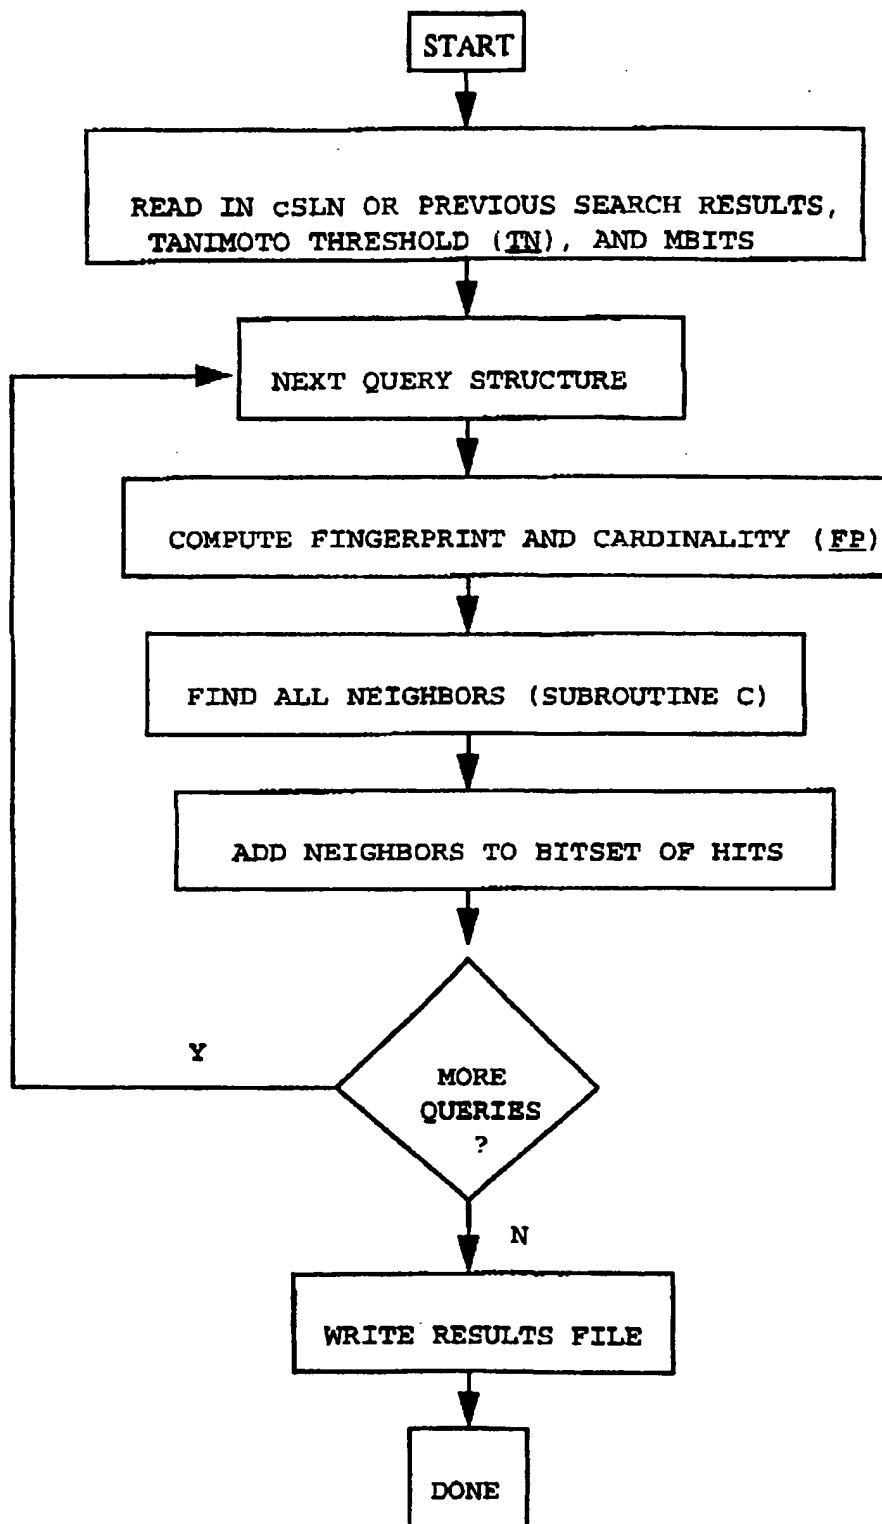 START
READ IN cSLN OR PREVIOUS SEARCH RESULTS,
TANIMOTO THRESHOLD (TN), AND MBITS
NEXT QUERY STRUCTURE
COMPUTE FINGERPRINT AND CARDINALITY (FP)
FIND ALL NEIGHBORS (SUBROUTINE C)
ADD NEIGHBORS TO BITSET OF HITS
Y
MORE
QUERIES
?
N
WRITE RESULTS FILE
DONE